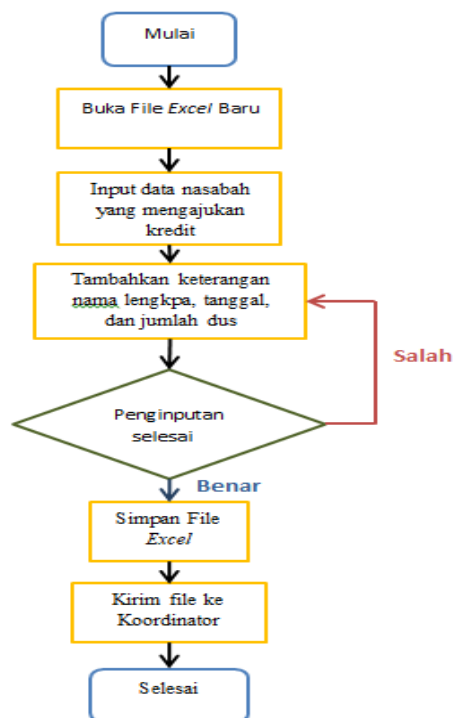 Mulai
Buka File Excel Baru
Input data nasabah
yang mengajukan
kredit
Tambahkan keterangan
nama lengkpa, tanggal,
dan jumlah dus
Salah
Penginputan
selesai
Benar
Simpan File
Excel
Kirim file ke
Koordinator
Selesai